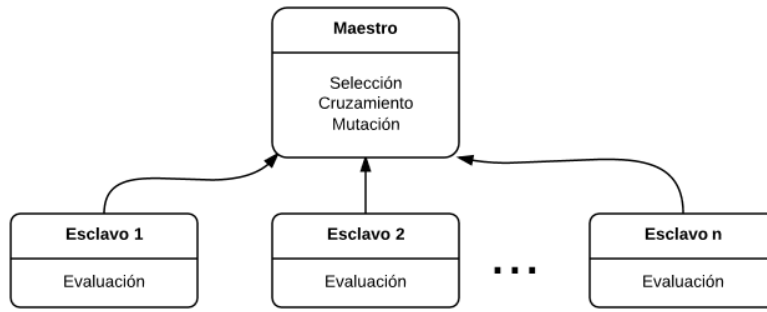 Maestro
Selección
Cruzamiento
Mutación
Esclavo 1
Evaluación
Esclavo 2
Evaluación
...
Esclavo n
Evaluación